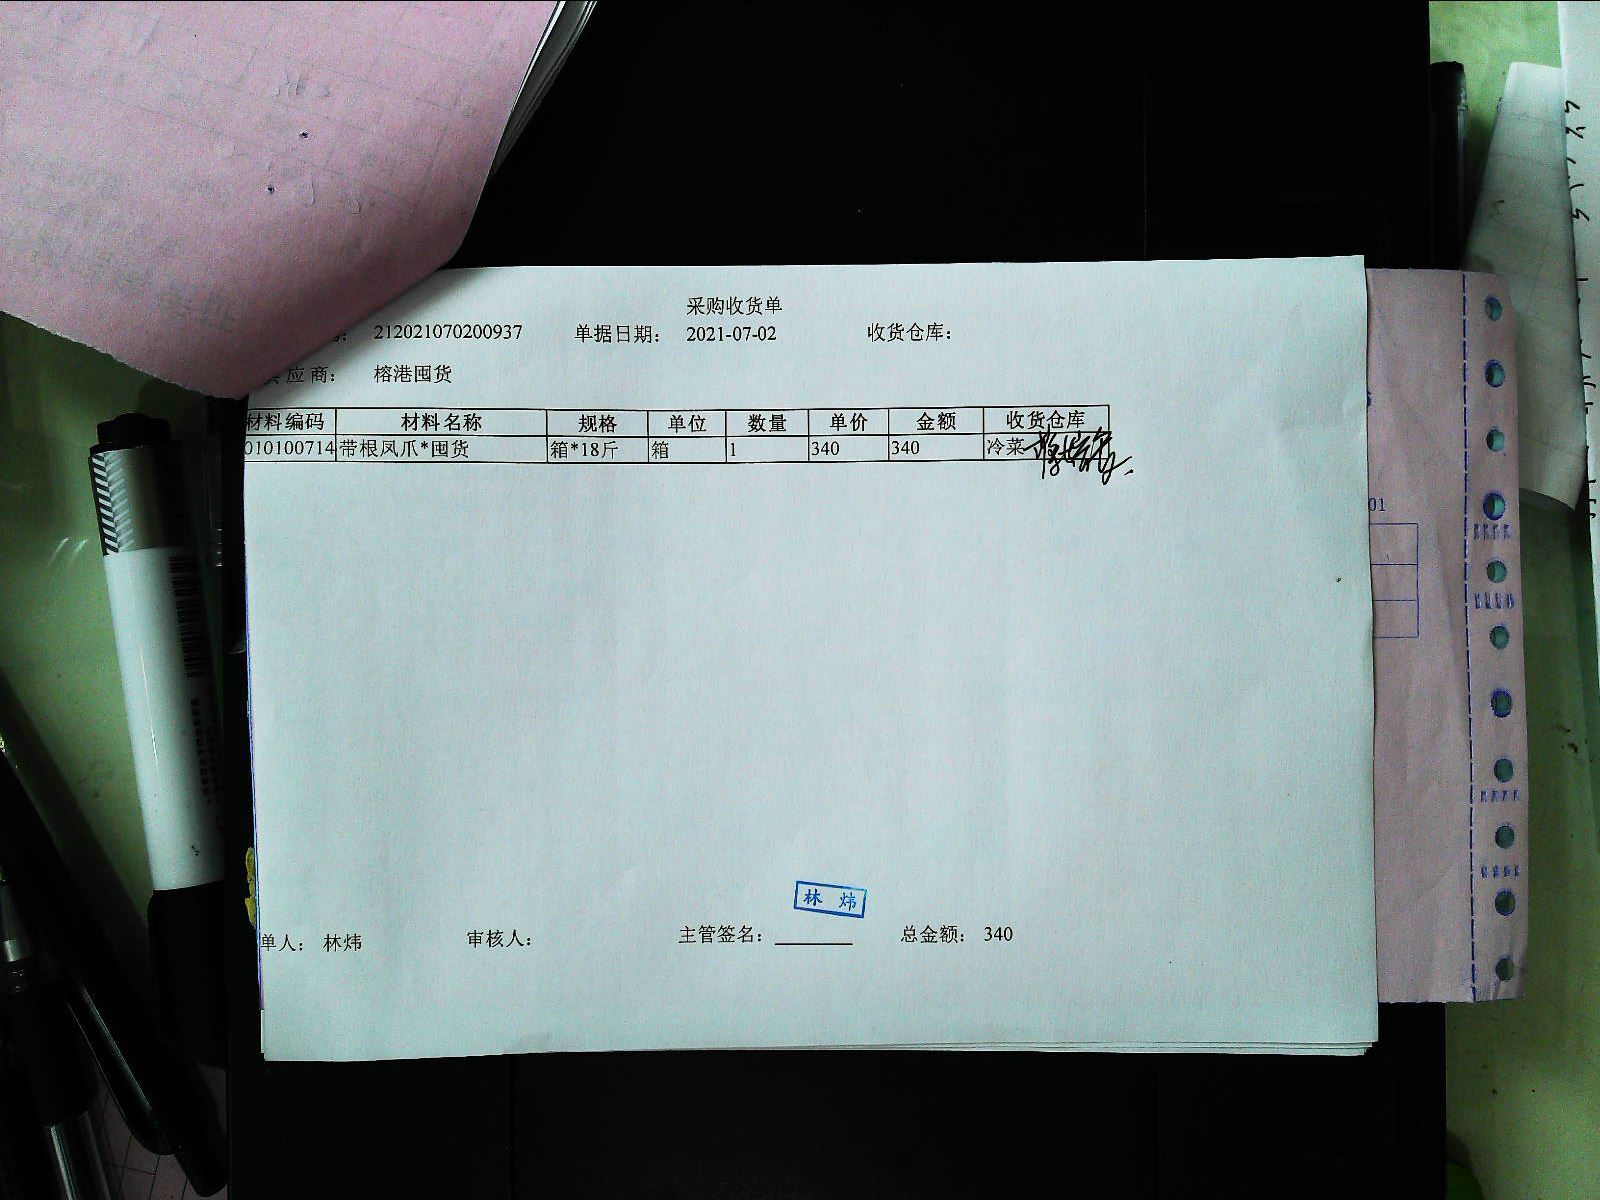 采购收货单
号： 212021070200937 单据日期： 2021-07-02 收货仓库：
供应商： 榕港囤货
材料编码 材料名称 规格 单位 数量 单价 金额 收货仓库
010100714 带根凤爪*囤货 箱*18斤 箱 1 340 340 冷菜
林 炜
单人： 林炜 审核人： 主管签名： 总金额： 340
01